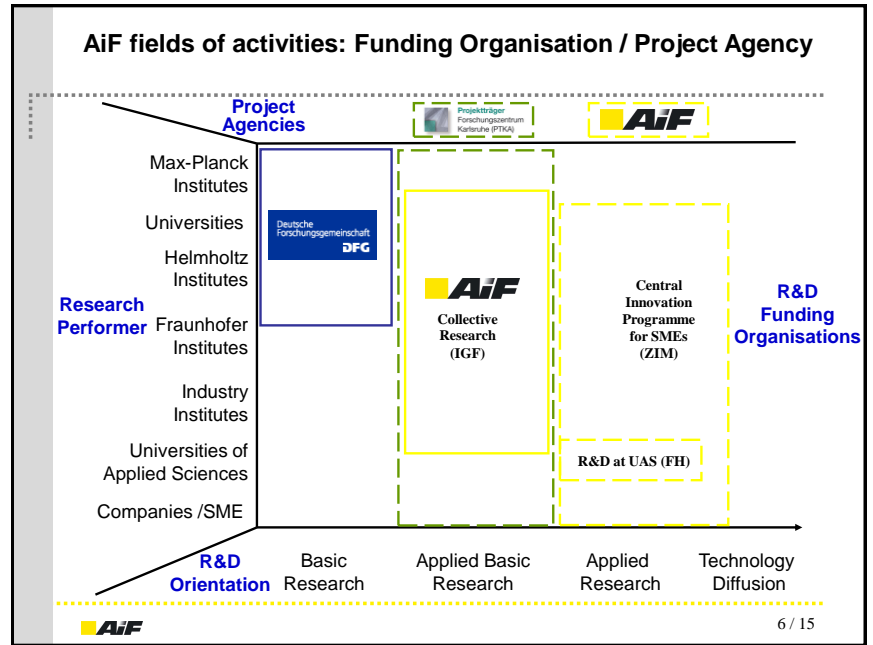 AiF fields of activities: Funding Organisation / Project Agency
Project
Agencies
Projektträger
Forschungszentrum
Karlsruhe (PTKA)
AiF
Max-Planck
Institutes
Universities
Helmholtz
Institutes
Research
Performer
Fraunhofer
Institutes
Industry
Institutes
Universities of
Applied Sciences
Companies /SME
Deutsche
Forschungsgemeinschaft
DFG
AiF
Collective
Research
(IGF)
Central
Innovation
Programme
for SMEs
(ZIM)
R&D at UAS (FH)
R&D
Funding
Organisations
R&D
Orientation
Basic
Research
Applied Basic
Research
Applied
Research
Technology
Diffusion
AiF
6 / 15